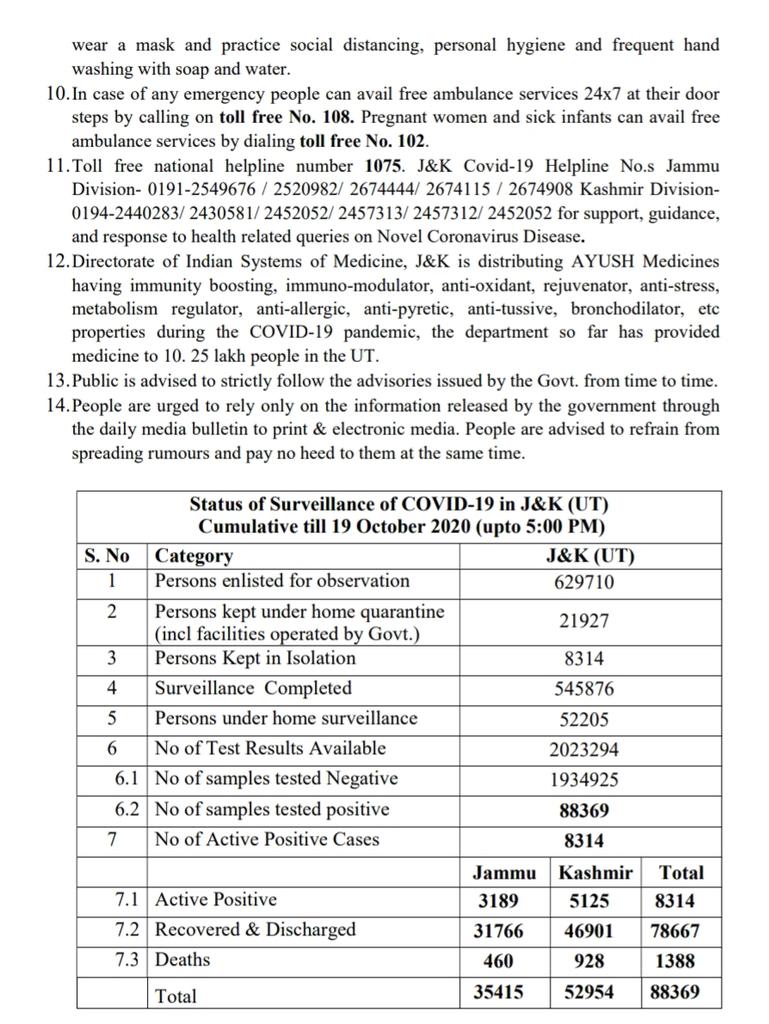 wear a mask and practice social distancing, personal hygiene and frequent hand
washing with soap and water.
10. In case of any emergency people can avail free ambulance services 24x7 at their door
steps by calling on toll free No. 108. Pregnant women and sick infants can avail free
ambulance services by dialing toll free No. 102.
11. Toll free national helpline number 1075. J&K Covid-19 Helpline No.s Jammu
Division- 0191-2549676 / 2520982/ 2674444/ 2674115 / 2674908 Kashmir Division-
0194-2440283/ 2430581/ 2452052/ 2457313/ 2457312/ 2452052 for support, guidance,
and response to health related queries on Novel Coronavirus Disease.
12. Directorate of Indian Systems of Medicine, J&K is distributing AYUSH Medicines
having immunity boosting, immuno-modulator, anti-oxidant, rejuvenator, anti-stress,
metabolism regulator, anti-allergic, anti-pyretic, anti-tussive, bronchodilator, etc
properties during the COVID-19 pandemic, the department so far has provided
medicine to 10. 25 lakh people in the UT.
13. Public is advised to strictly follow the advisories issued by the Govt. from time to time.
14. People are urged to rely only on the information released by the government through
the daily media bulletin to print & electronic media. People are advised to refrain from
spreading rumours and pay no heed to them at the same time.
Status of Surveillance of COVID-19 in J&K (UT)
Cumulative till 19 October 2020 (upto 5:00 PM)
S. No Category J&K (UT)
1 Persons enlisted for observation 629710
2 Persons kept under home quarantine
(incl facilities operated by Govt.) 21927
3 Persons Kept in Isolation 8314
4 Surveillance Completed 545876
5 Persons under home surveillance 52205
6 No of Test Results Available 2023294
6.1 No of samples tested Negative 1934925
6.2 No of samples tested positive 88369
7 No of Active Positive Cases 8314
Jammu Kashmir Total
7.1 Active Positive 3189 5125 8314
7.2 Recovered & Discharged 31766 46901 78667
7.3 Deaths 460 928 1388
Total 35415 52954 88369